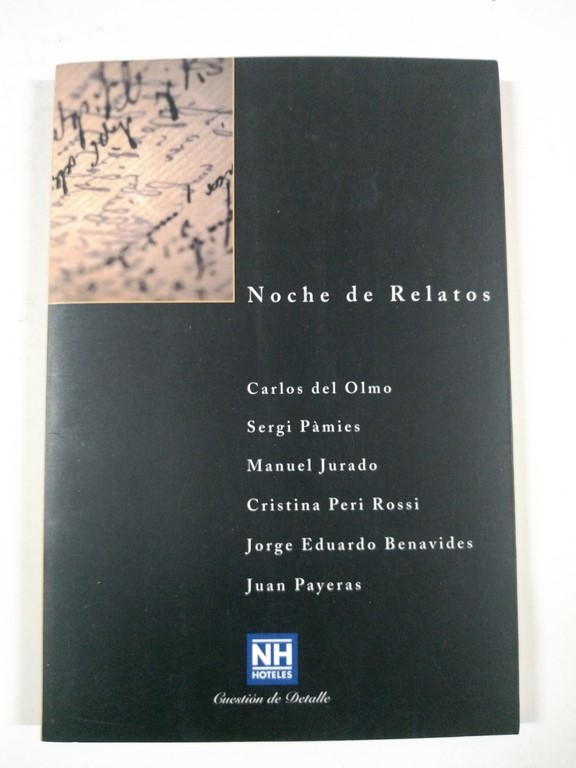 Noche de Relatos
Carlos del Olmo
Sergi Pàmies
Manuel Jurado
Cristina Peri Rossi
Jorge Eduardo Benavides
Juan Payeras
NH
HOTELES
Cuestión de Detalle